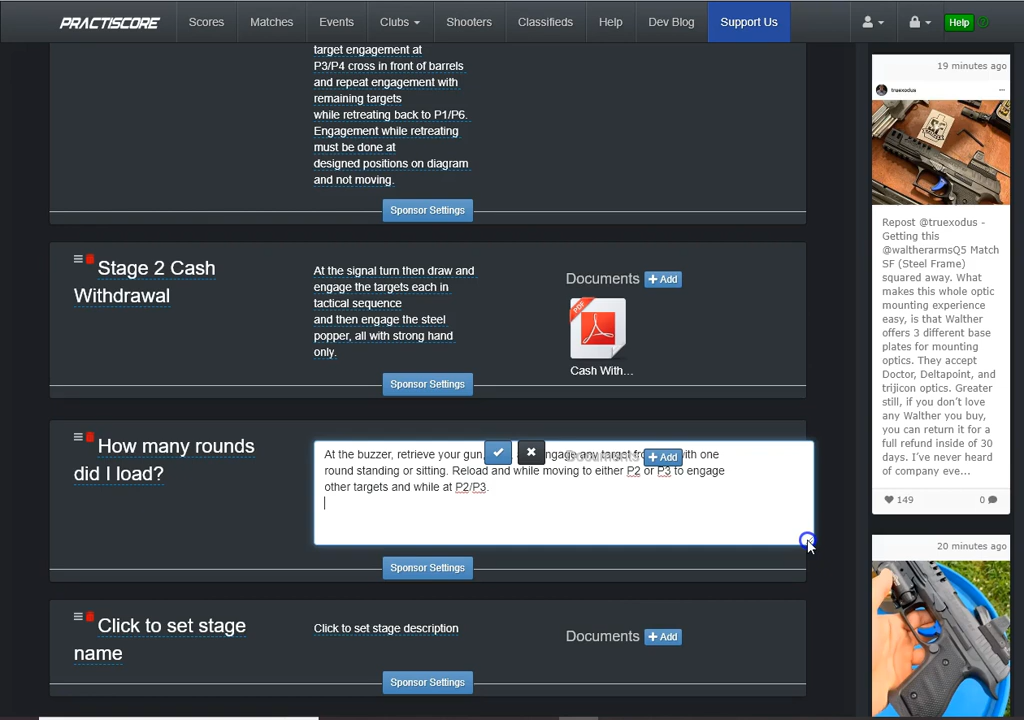 PRACTISCORE
Scores
Matches
Events
Clubs
Shooters
Classifieds
Help
Dev Blog
Support Us
Help
target engagement at
P3/P4 cross in front of barrels
and repeat engagement with
remaining targets
while retreating back to P1/P6.
Engagement while retreating
must be done at
designed positions on diagram
and not moving.
Sponsor Settings
Stage 2 Cash
Withdrawal
At the signal turn then draw and
engage the targets each in
tactical sequence
and then engage the steel
popper, all with strong hand
only.
Documents
+ Add
PDF
Cash With...
Sponsor Settings
How many rounds
did I load?
At the buzzer, retrieve your gun, ngage any target with one
round standing or sitting. Reload and while moving to either P2 or P3 to engage
other targets and while at P2/P3.
+ Add
Sponsor Settings
Click to set stage
name
Click to set stage description
Documents
+ Add
Sponsor Settings
19 minutes ago
truexodus
Repost @truexodus -
Getting this
@waltherarmsQ5 Match
SF (Steel Frame)
squared away. What
makes this whole optic
mounting experience
easy, is that Walther
offers 3 different base
plates for mounting
optics. They accept
Doctor, Deltapoint, and
trijicon optics. Greater
still, if you don't love
any Walther you buy,
you can return it for a
full refund inside of 30
days. I've never heard
of company eve...
149
0
20 minutes ago